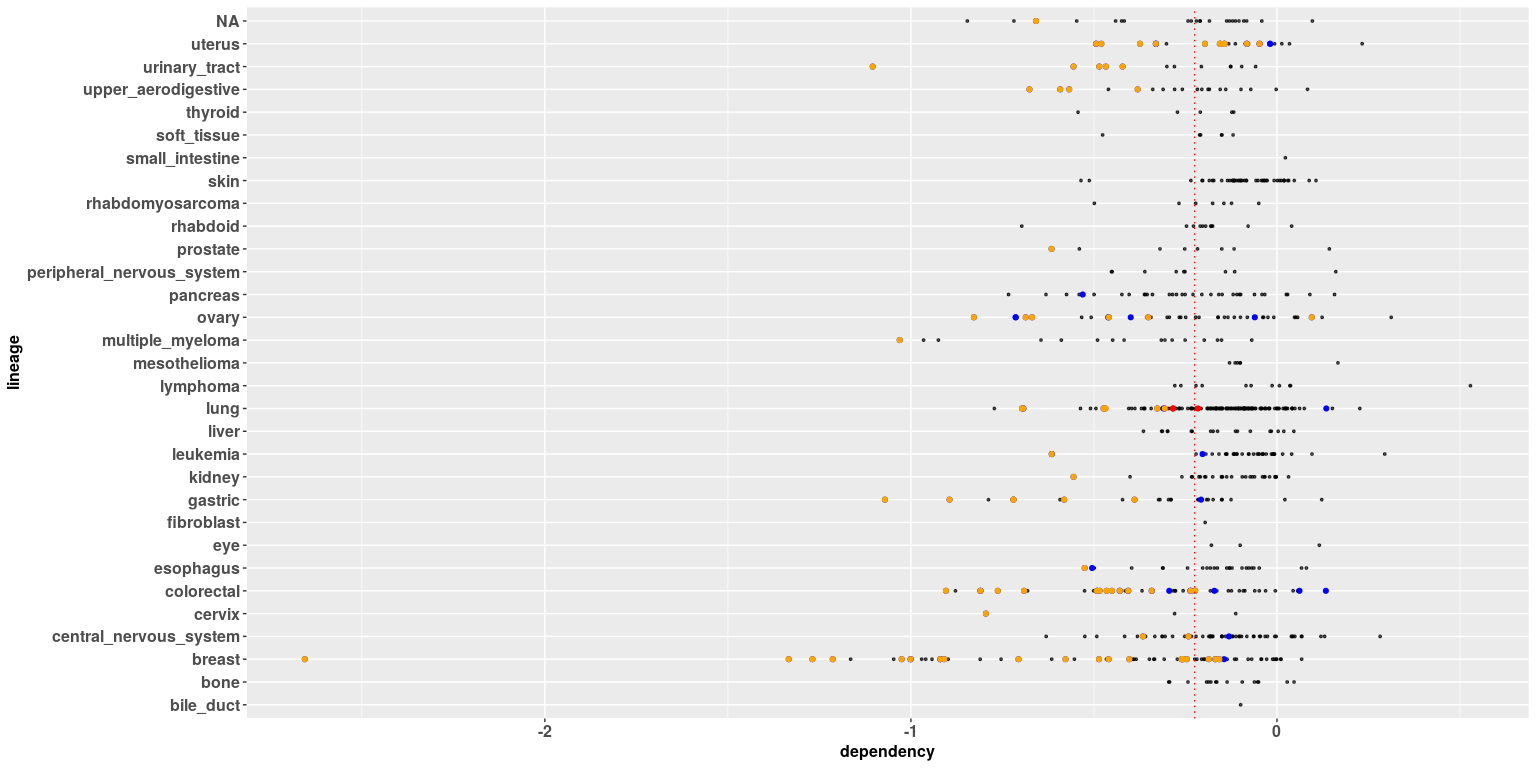 NA
uterus
urinary_tract
upper_aerodigestive
thyroid
soft_tissue
small_intestine
skin
rhabdomyosarcoma
rhabdoid
prostate
peripheral_nervous_system
pancreas
ovary
multiple_myeloma
mesothelioma
lymphoma
lung
liver
leukemia
kidney
gastric
fibroblast
eye
esophagus
colorectal
cervix
central_nervous_system
breast
bone
bile_duct
lineage
-2 -1 0
dependency